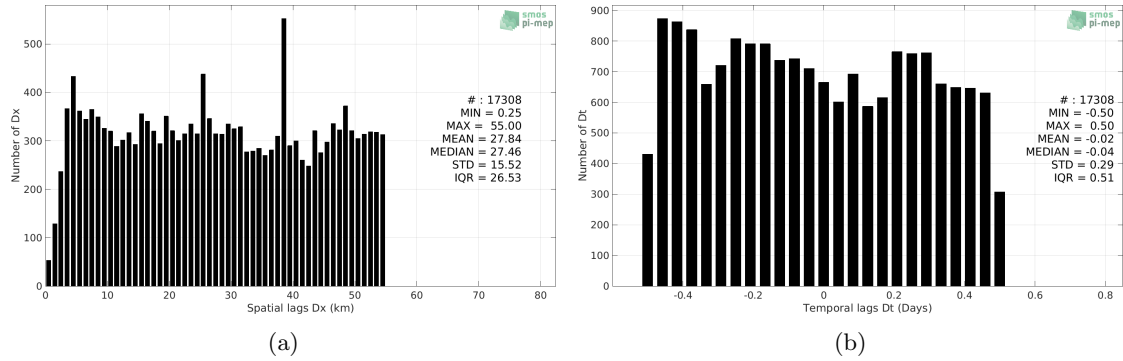 smos
pi-mep
500
400
300
200
100
0
Number of Dx
# : 17308
MIN = 0.25
MAX = 55.00
MEAN = 27.84
MEDIAN = 27.46
STD = 15.52
IQR = 26.53
0 10 20 30 40 50 60 70 80
Spatial lags Dx (km)
(a)
smos
pi-mep
900
800
700
600
500
400
300
200
100
0
Number of Dt
# : 17308
MIN = -0.50
MAX = 0.50
MEAN = -0.02
MEDIAN = -0.04
STD = 0.29
IQR = 0.51
-0.4 -0.2 0 0.2 0.4 0.6 0.8
Temporal lags Dt (Days)
(b)